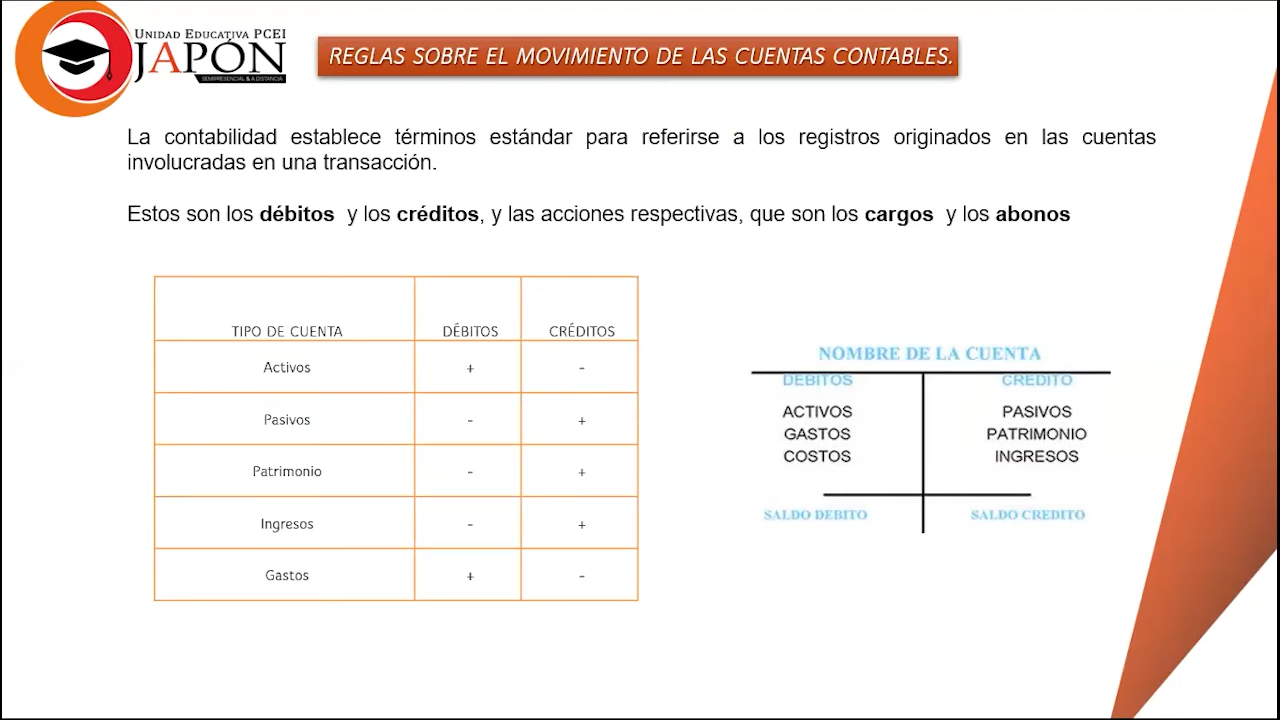 UNIDAD EDUCATIVA PCEI
JAPÓN
SEMIPRESENCIAL & A DISTANCIA
REGLAS SOBRE EL MOVIMIENTO DE LAS CUENTAS CONTABLES.
La contabilidad establece términos estándar para referirse a los registros originados en las cuentas
involucradas en una transacción.
Estos son los débitos y los créditos, y las acciones respectivas, que son los cargos y los abonos
TIPO DE CUENTA DÉBITOS CRÉDITOS
Activos + -
Pasivos - +
Patrimonio - +
Ingresos - +
Gastos + -
NOMBRE DE LA CUENTA
DEBITOS CREDITO
ACTIVOS PASIVOS
GASTOS PATRIMONIO
COSTOS INGRESOS
SALDO DEBITO SALDO CREDITO